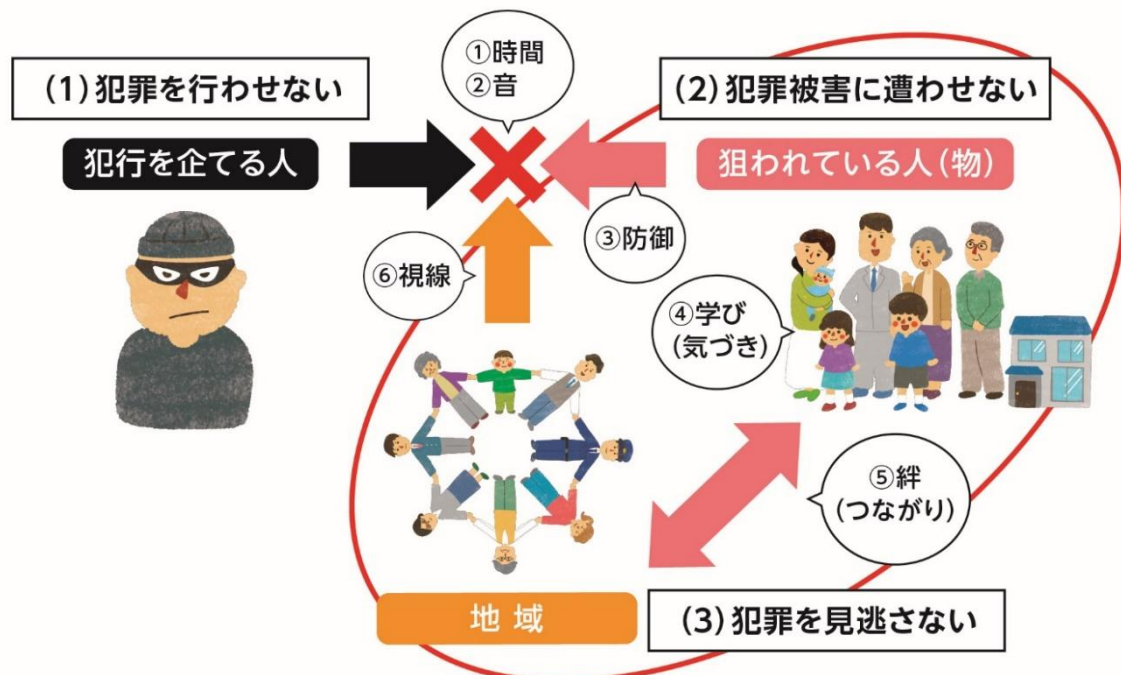 ①時間
②音
(1)犯罪を行わせない
(2)犯罪被害に遭わせない
犯行を企てる人
狙われている人(物)
③防御
⑥視線
④学び
(気づき)
⑤絆
(つながり)
地域
(3)犯罪を見逃さない